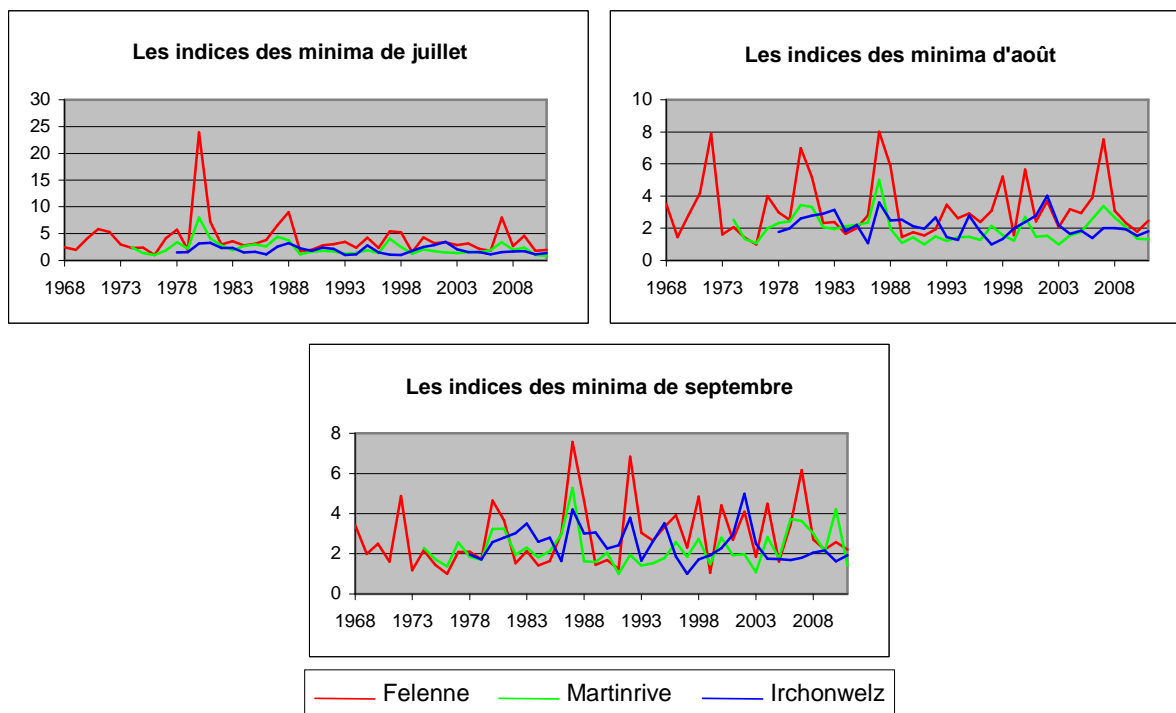 Les indices des minima de juillet
30
25
20
15
10
5
0
1968 1973 1978 1983 1988 1993 1998 2003 2008
Les indices des minima d'août
10
8
6
4
2
0
1968 1973 1978 1983 1988 1993 1998 2003 2008
Les indices des minima de septembre
8
6
4
2
0
1968 1973 1978 1983 1988 1993 1998 2003 2008
Felenne Martinrive Irchonwelz